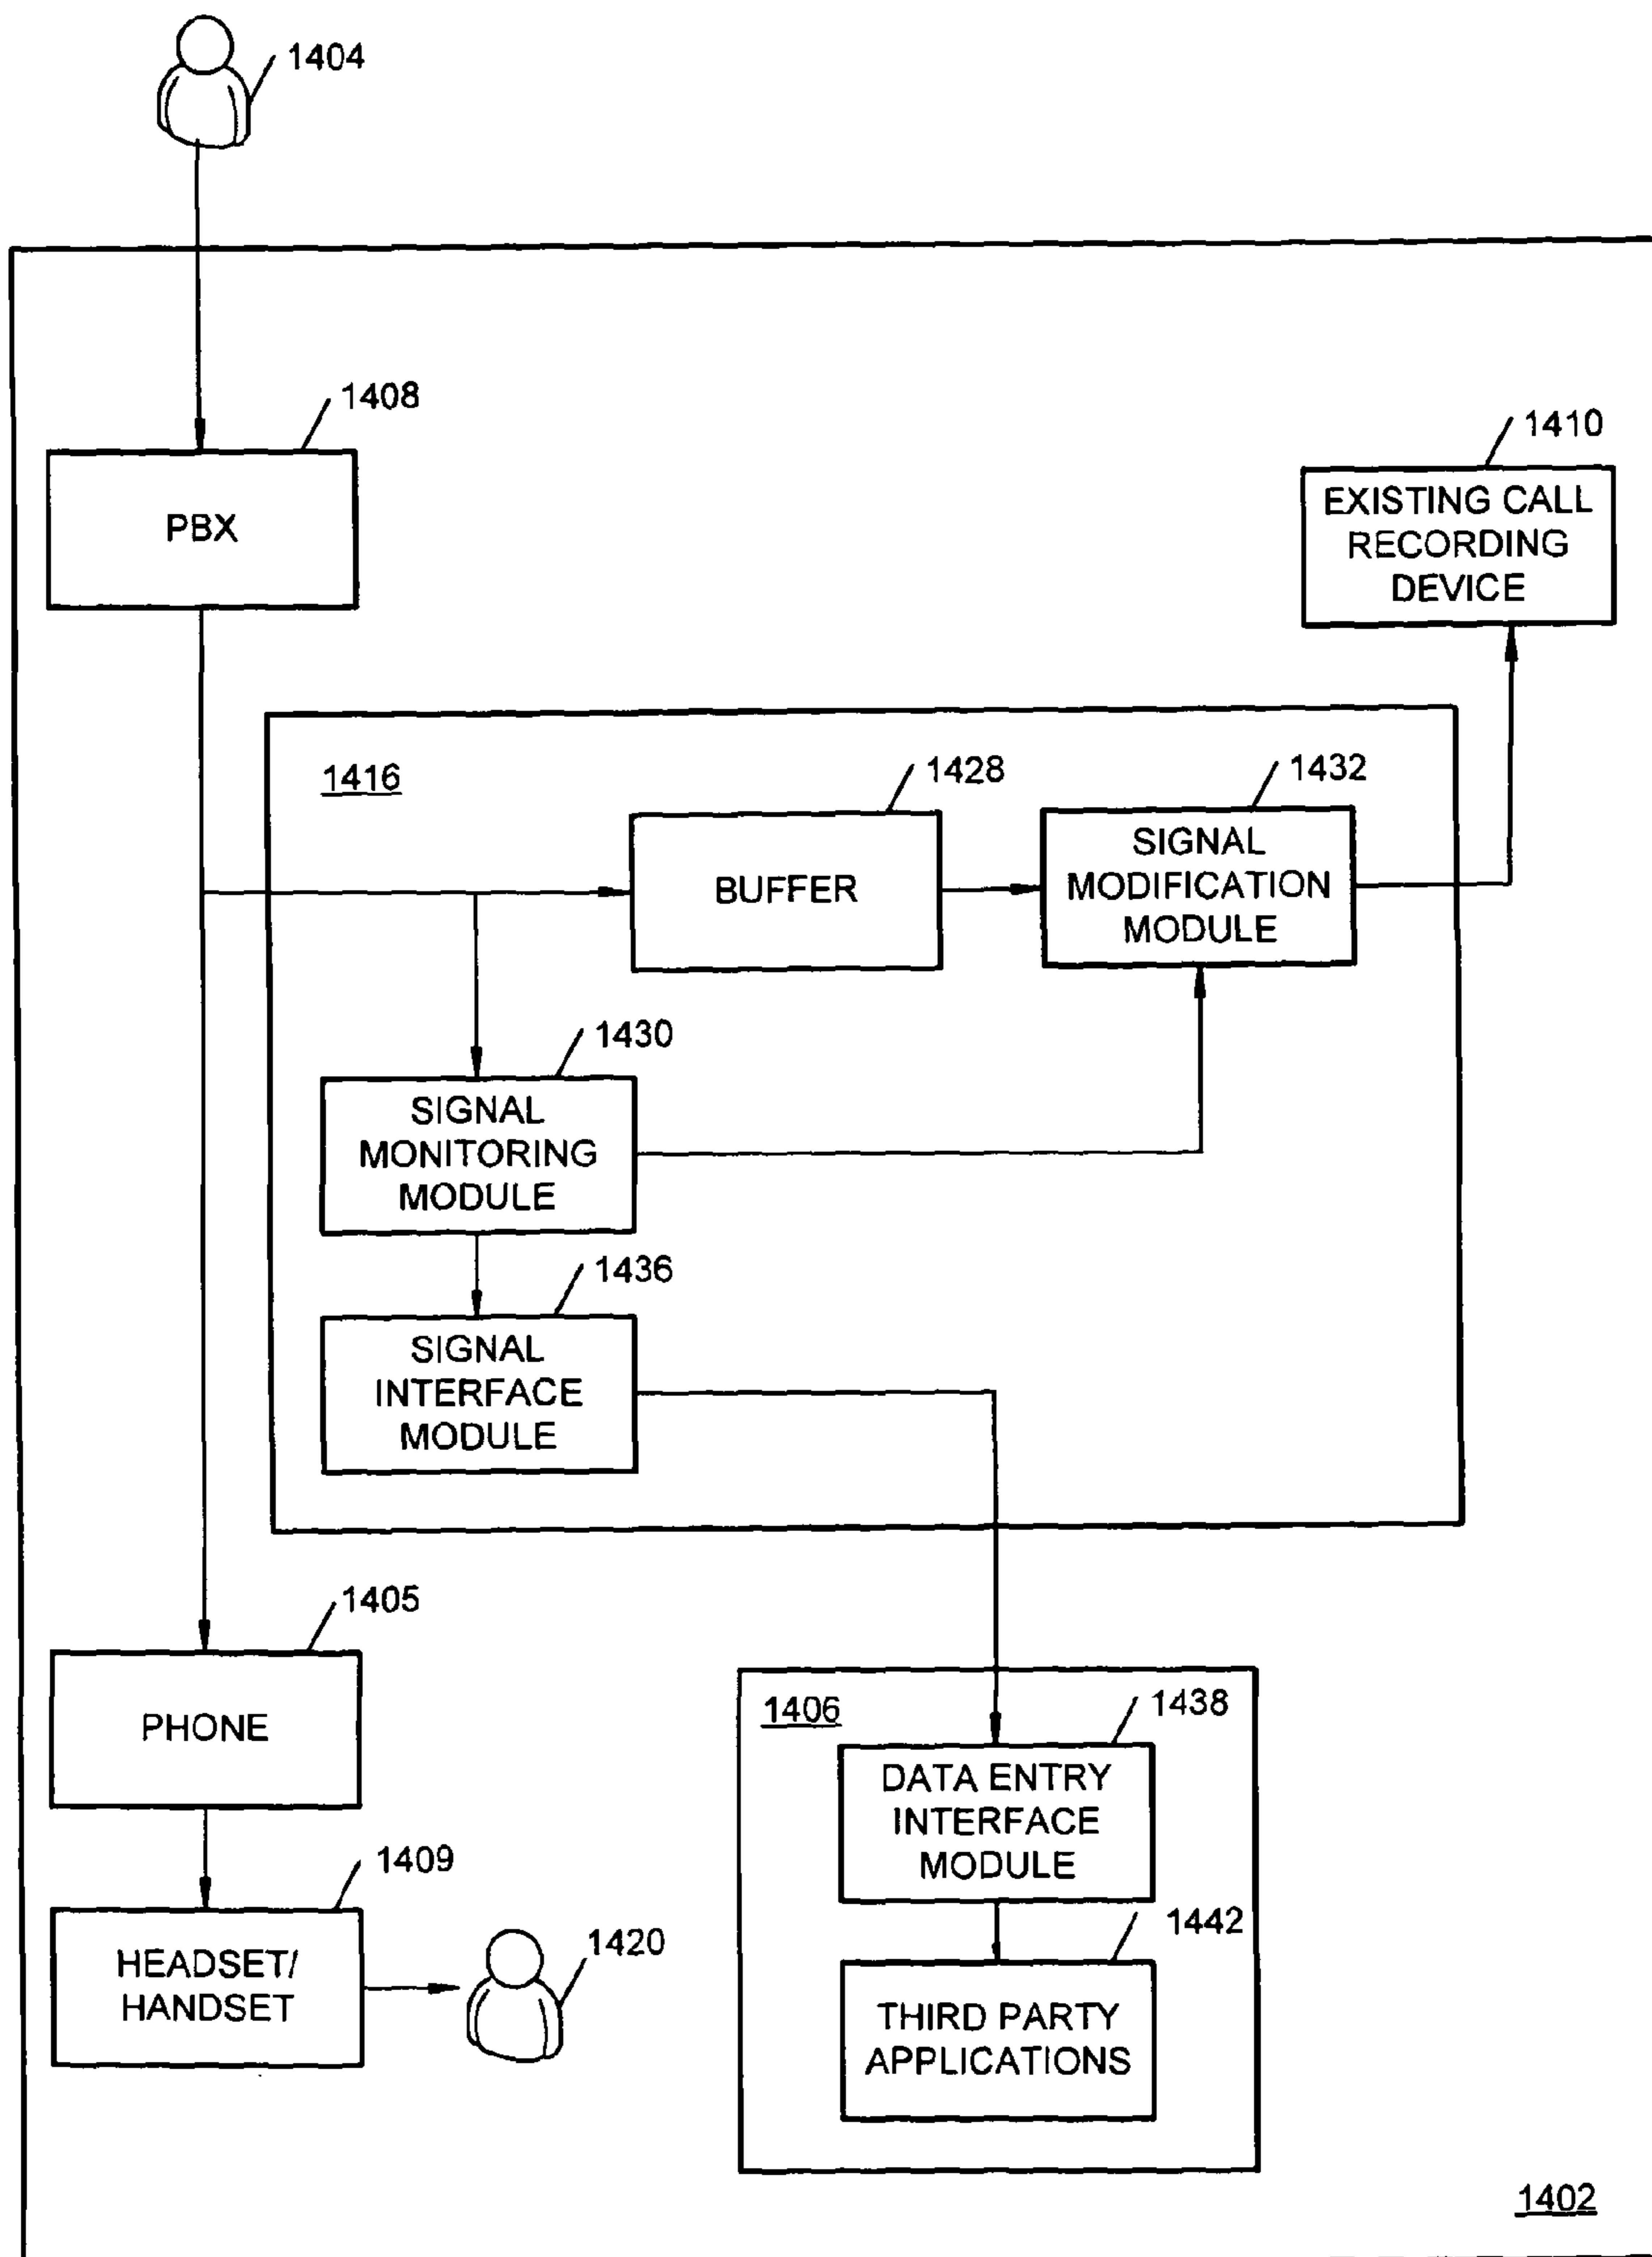 1404
1408
PBX
1410
EXISTING CALL
RECORDING
DEVICE
1416
1428
BUFFER
1432
SIGNAL
MODIFICATION
MODULE
1430
SIGNAL
MONITORING
MODULE
1436
SIGNAL
INTERFACE
MODULE
1405
PHONE
1409
HEADSET/
HANDSET
1420
1406
1438
DATA ENTRY
INTERFACE
MODULE
1442
THIRD PARTY
APPLICATIONS
1402